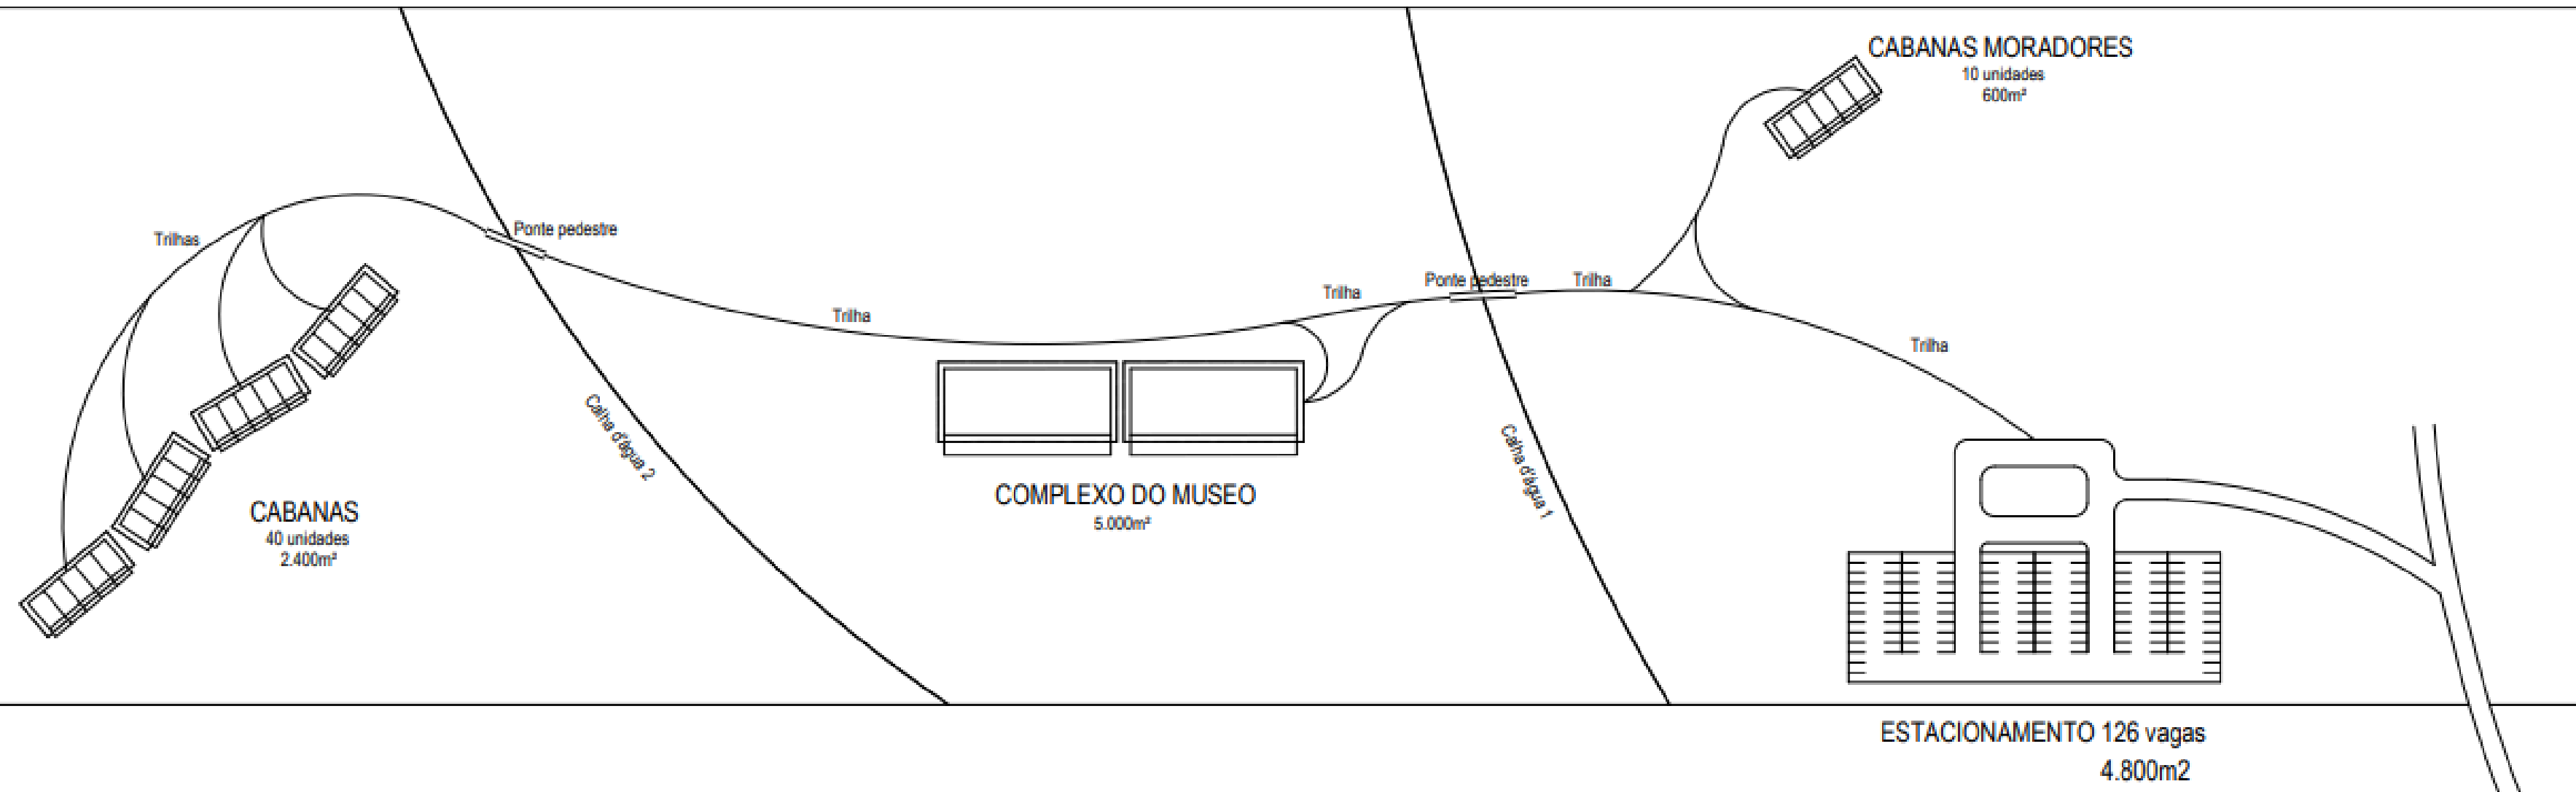 CABANAS MORADORES
10 unidades
600m²
Trilhas
Ponte pedestre
Trilha
Trilha
Ponte pedestre
Trilha
Trilha
Calha d'água 2
Calha d'água 1
CABANAS
40 unidades
2.400m²
COMPLEXO DO MUSEO
5.000m²
ESTACIONAMENTO 126 vagas
4.800m2